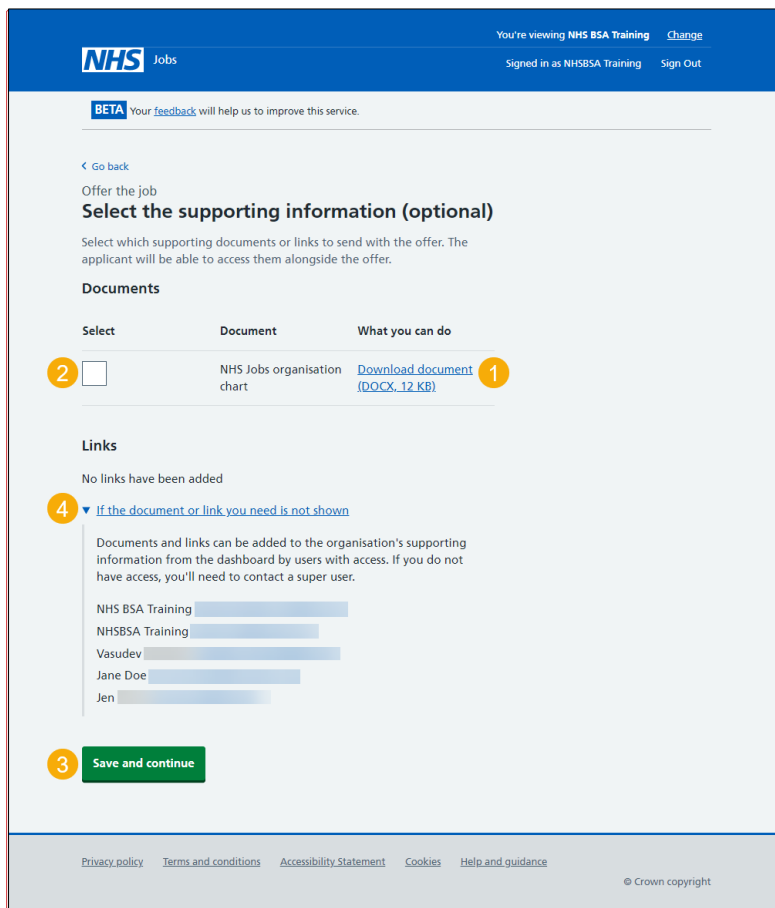 You're viewing NHS BSA Training Change
NHS Jobs
Signed in as NHSBSA Training Sign Out
BETA Your feedback will help us to improve this service.
Go back
Offer the job
Select the supporting information (optional)
Select which supporting documents or links to send with the offer. The
applicant will be able to access them alongside the offer.
Documents
Select Document What you can do
2 NHS Jobs organisation Download document 1
chart (DOCX, 12 KB)
Links
No links have been added
4 If the document or link you need is not shown
Documents and links can be added to the organisation's supporting
information from the dashboard by users with access. If you do not
have access, you'll need to contact a super user.
NHS BSA Training
NHSBSA Training
Vasudev
Jane Doe
Jen
3 Save and continue
Privacy policy Terms and conditions Accessibility Statement Cookies Help and guidance
© Crown copyright